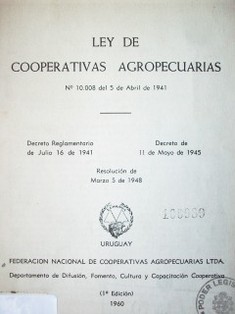 LEY DE
COOPERATIVAS AGROPECUARIAS
Nº 10.008 del 5 de Abril de 1941
Decreto Reglamentario
de Julio 16 de 1941
Decreto de
11 de Mayo de 1945
Resolución de
Marzo 5 de 1948
URUGUAY
FEDERACION NACIONAL DE COOPERATIVAS AGROPECUARIAS LTDA.
Departamento de Difusión, Fomento, Cultura y Capacitación Cooperativa
(1ª Edición)
1960
PODER LEGIS